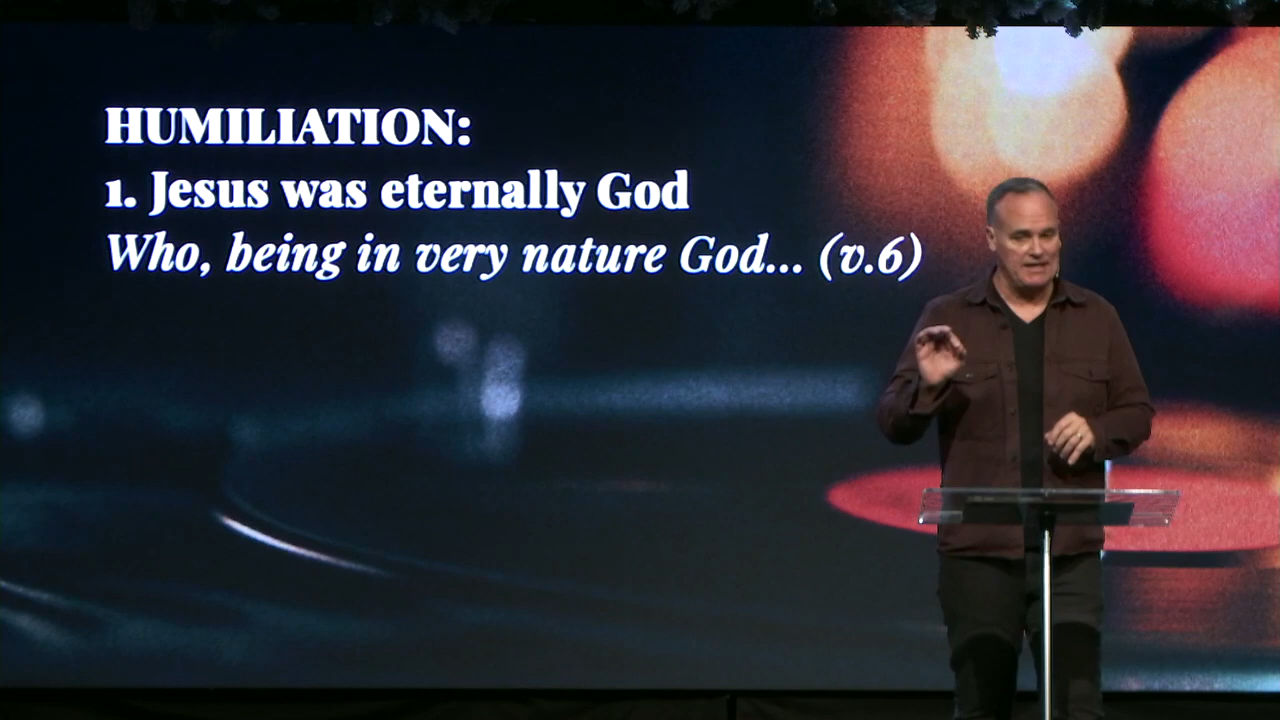 HUMILIATION:
1. Jesus was eternally God
Who, being in very nature God... (v.6)